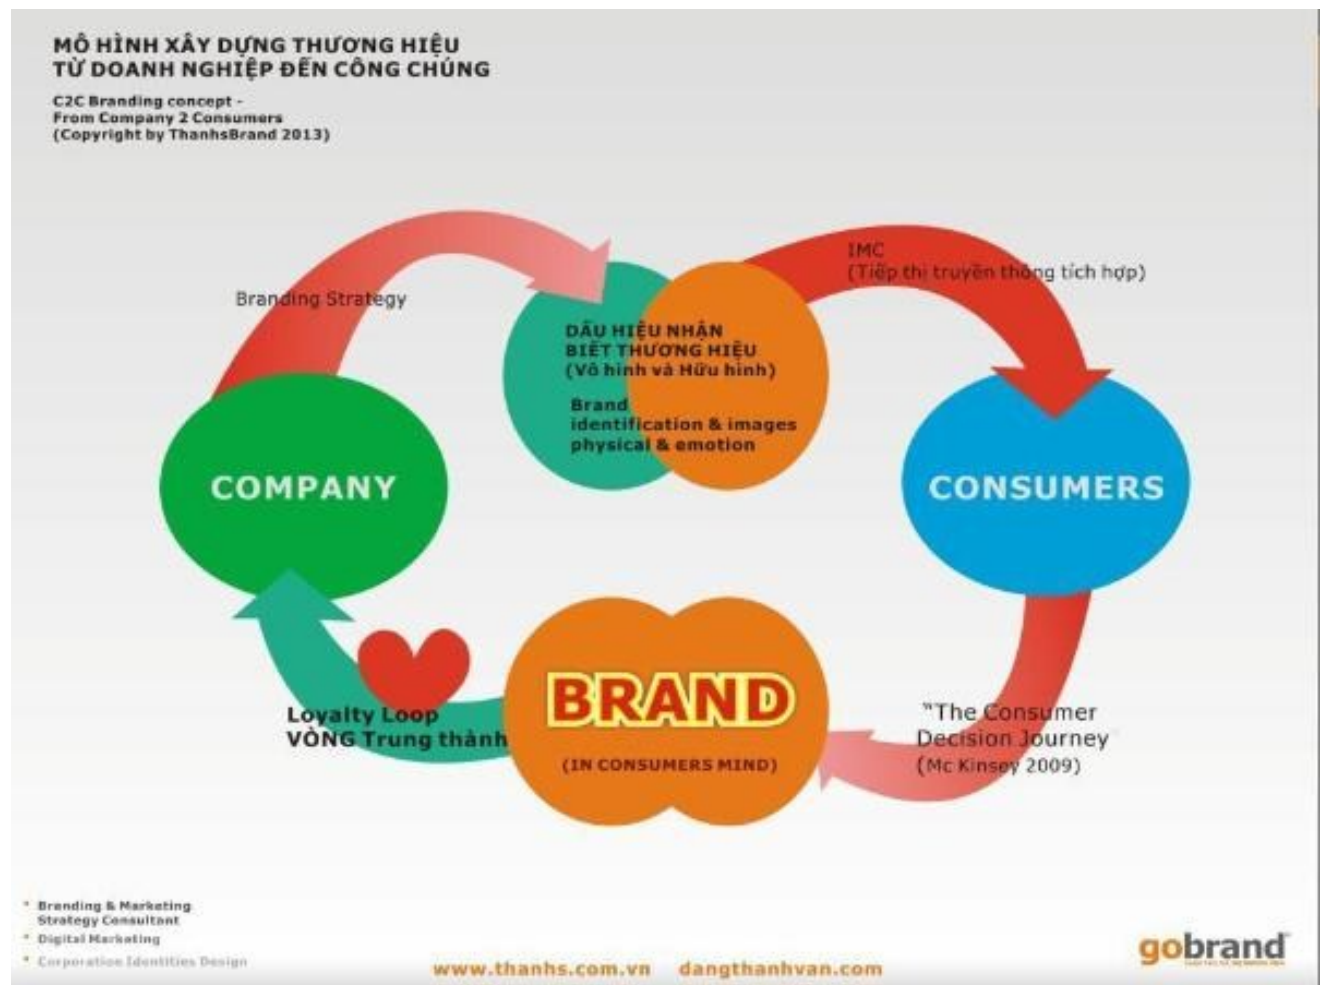 MÔ HÌNH XÂY DỰNG THƯƠNG HIỆU
TỪ DOANH NGHIỆP ĐẾN CÔNG CHÚNG
C2C Branding concept -
From Company 2 Consumers
(Copyright by ThanhsBrand 2013)
IMC
(Tiếp thị truyền thông tích hợp)
Branding Strategy
DẤU HIỆU NHẬN
BIẾT THƯƠNG HIỆU
(Vô hình và Hữu hình)
Brand
identification & images
physical & emotion
COMPANY
CONSUMERS
BRAND
(IN CONSUMERS MIND)
Loyalty Loop
VÒNG Trung thành
"The Consumer
Decision Journey
(Mc Kinsey 2009)
* Branding & Marketing
Strategy Consultant
* Digital Marketing
* Corporation Identities Design
www.thanhs.com.vn dangthanhvan.com
gobrand